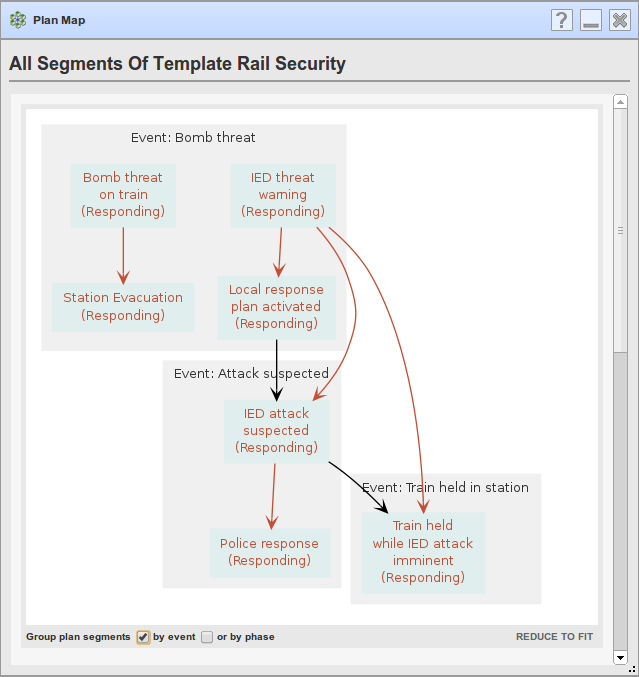 Plan Map
?
All Segments Of Template Rail Security
Event: Bomb threat
Bomb threat
on train
(Responding)
IED threat
warning
(Responding)
Station Evacuation
(Responding)
Local response
plan activated
(Responding)
Event: Attack suspected
IED attack
suspected
(Responding)
Event: Train held in station
Police response
(Responding)
Train held
while IED attack
imminent
(Responding)
Group plan segments by event or by phase
REDUCE TO FIT